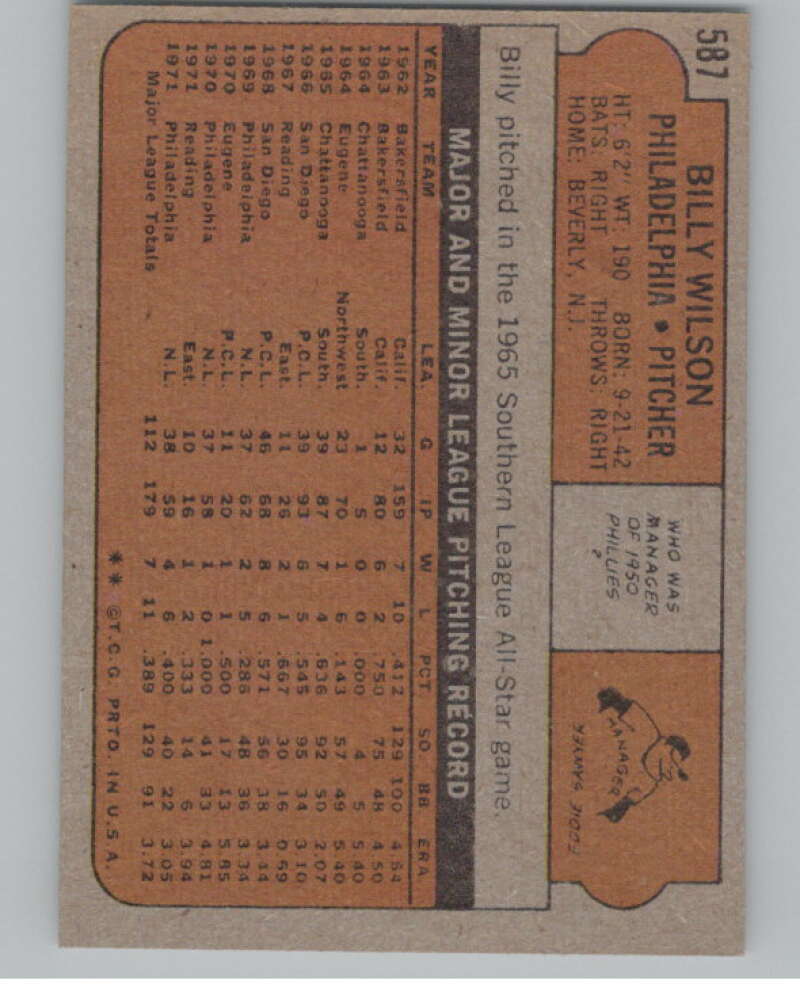 587
BILLY WILSON
PHILADELPHIA • PITCHER
HT: 6'2" WT: 190 BORN: 9-21-42
BATS: RIGHT THROWS: RIGHT
HOME: BEVERLY, N.J.
WHO WAS
MANAGER
OF 1950
PHILLIES
?
MANAGER
EDDIE SAWYER
Billy pitched in the 1965 Southern League All-Star game.
MAJOR AND MINOR LEAGUE PITCHING RECORD
YEAR TEAM LEA. G IP W L PCT. SO. BB ERA
1962 Bakersfield Calif. 32 159 7 10 .412 129 100 4.64
1963 Bakersfield Calif. 12 80 6 2 .750 75 48 4.50
1964 Chattanooga South. 1 5 0 0 .000 4 5 5.40
1964 Eugene Northwest 23 70 1 6 .143 57 49 5.40
1965 Chattanooga South. 39 87 7 4 .636 92 50 2.07
1966 San Diego P.C.L. 39 93 6 5 .545 95 34 3.10
1967 Reading East. 11 26 2 1 .667 30 16 0.69
1968 San Diego P.C.L. 46 68 8 6 .571 56 38 3.44
1969 Philadelphia N.L. 37 62 2 5 .286 48 36 3.34
1970 Eugene P.C.L. 11 20 1 1 .500 17 13 5.85
1970 Philadelphia N.L. 37 58 1 0 1.000 41 33 4.81
1971 Reading East. 10 16 1 2 .333 14 6 3.94
1971 Philadelphia N.L. 38 59 4 6 .400 40 22 3.05
Major League Totals 112 179 7 11 .389 129 91 3.72
** ©T.C.G. PRTD. IN U.S.A.